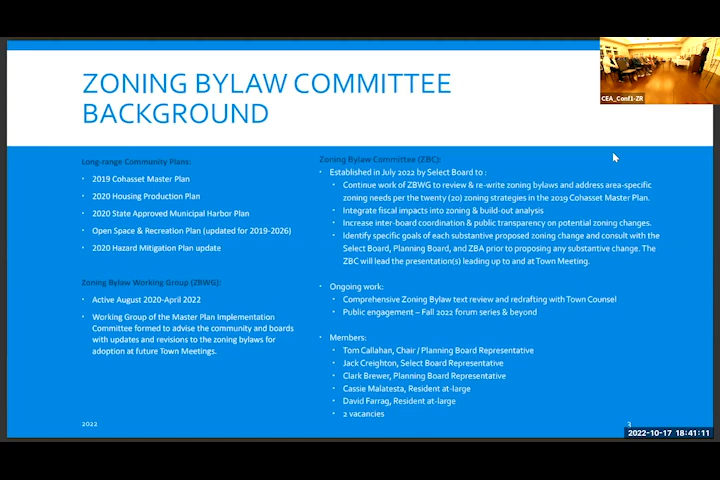 ZONING BYLAW COMMITTEE
BACKGROUND
CEA_Conf1-ZR
Long-range Community Plans:
• 2019 Cohasset Master Plan
• 2020 Housing Production Plan
• 2020 State Approved Municipal Harbor Plan
• Open Space & Recreation Plan (updated for 2019-2026)
• 2020 Hazard Mitigation Plan update
Zoning Bylaw Working Group (ZBWG):
• Active August 2020-April 2022
• Working Group of the Master Plan Implementation
Committee formed to advise the community and boards
with updates and revisions to the zoning bylaws for
adoption at future Town Meetings.
Zoning Bylaw Committee (ZBC):
• Established in July 2022 by Select Board to :
• Continue work of ZBWG to review & re-write zoning bylaws and address area-specific
zoning needs per the twenty (20) zoning strategies in the 2019 Cohasset Master Plan.
• Integrate fiscal impacts into zoning & build-out analysis
• Increase inter-board coordination & public transparency on potential zoning changes.
• Identify specific goals of each substantive proposed zoning change and consult with the
Select Board, Planning Board, and ZBA prior to proposing any substantive change. The
ZBC will lead the presentation(s) leading up to and at Town Meeting.
• Ongoing work:
• Comprehensive Zoning Bylaw text review and redrafting with Town Counsel
• Public engagement – Fall 2022 forum series & beyond
• Members:
• Tom Callahan, Chair / Planning Board Representative
• Jack Creighton, Select Board Representative
• Clark Brewer, Planning Board Representative
• Cassie Malatesta, Resident at-large
• David Farrag, Resident at-large
• 2 vacancies
2022
3
2022-10-17 18:41:11